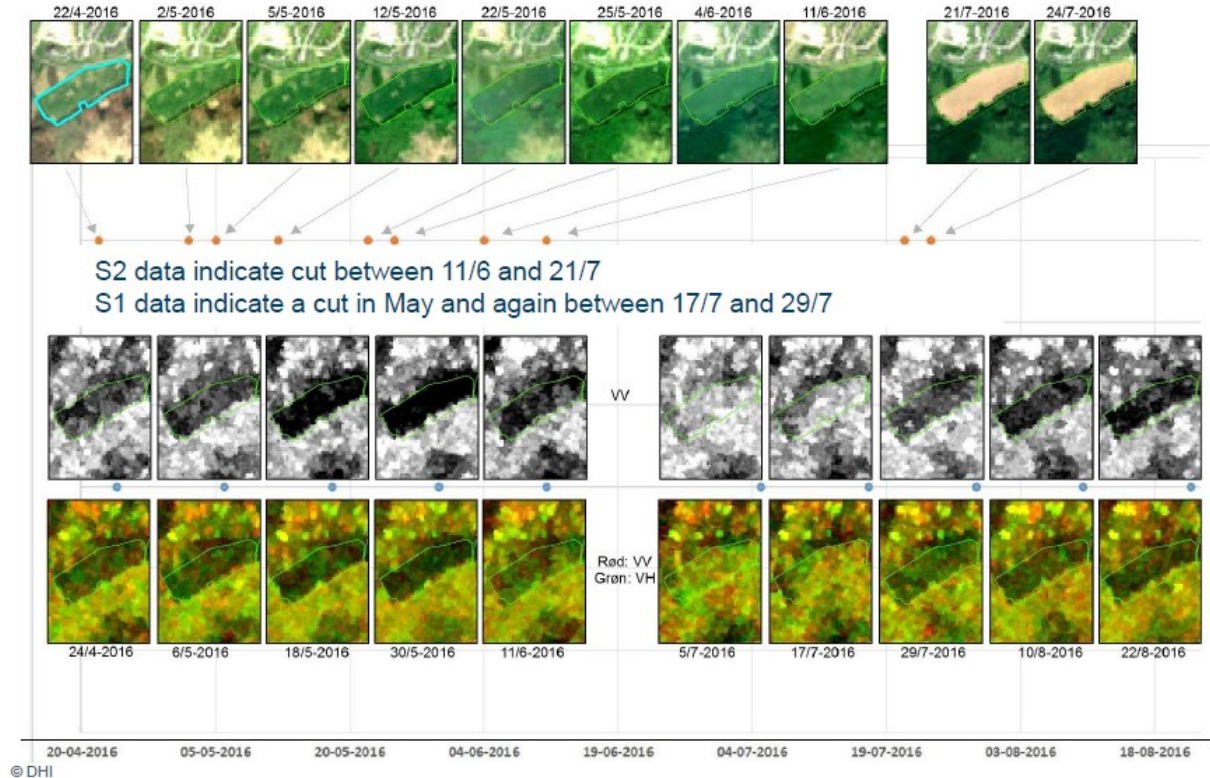 22/4-2016 2/5-2016 5/5-2016 12/5-2016 22/5-2016 25/5-2016 4/6-2016 11/6-2016 21/7-2016 24/7-2016
S2 data indicate cut between 11/6 and 21/7
S1 data indicate a cut in May and again between 17/7 and 29/7
VV
Rød: VV
Grøn: VH
24/4-2016 6/5-2016 18/5-2016 30/5-2016 11/6-2016 5/7-2016 17/7-2016 29/7-2016 10/8-2016 22/8-2016
20-04-2016 05-05-2016 20-05-2016 04-06-2016 19-06-2016 04-07-2016 19-07-2016 03-08-2016 18-08-2016
© DHI